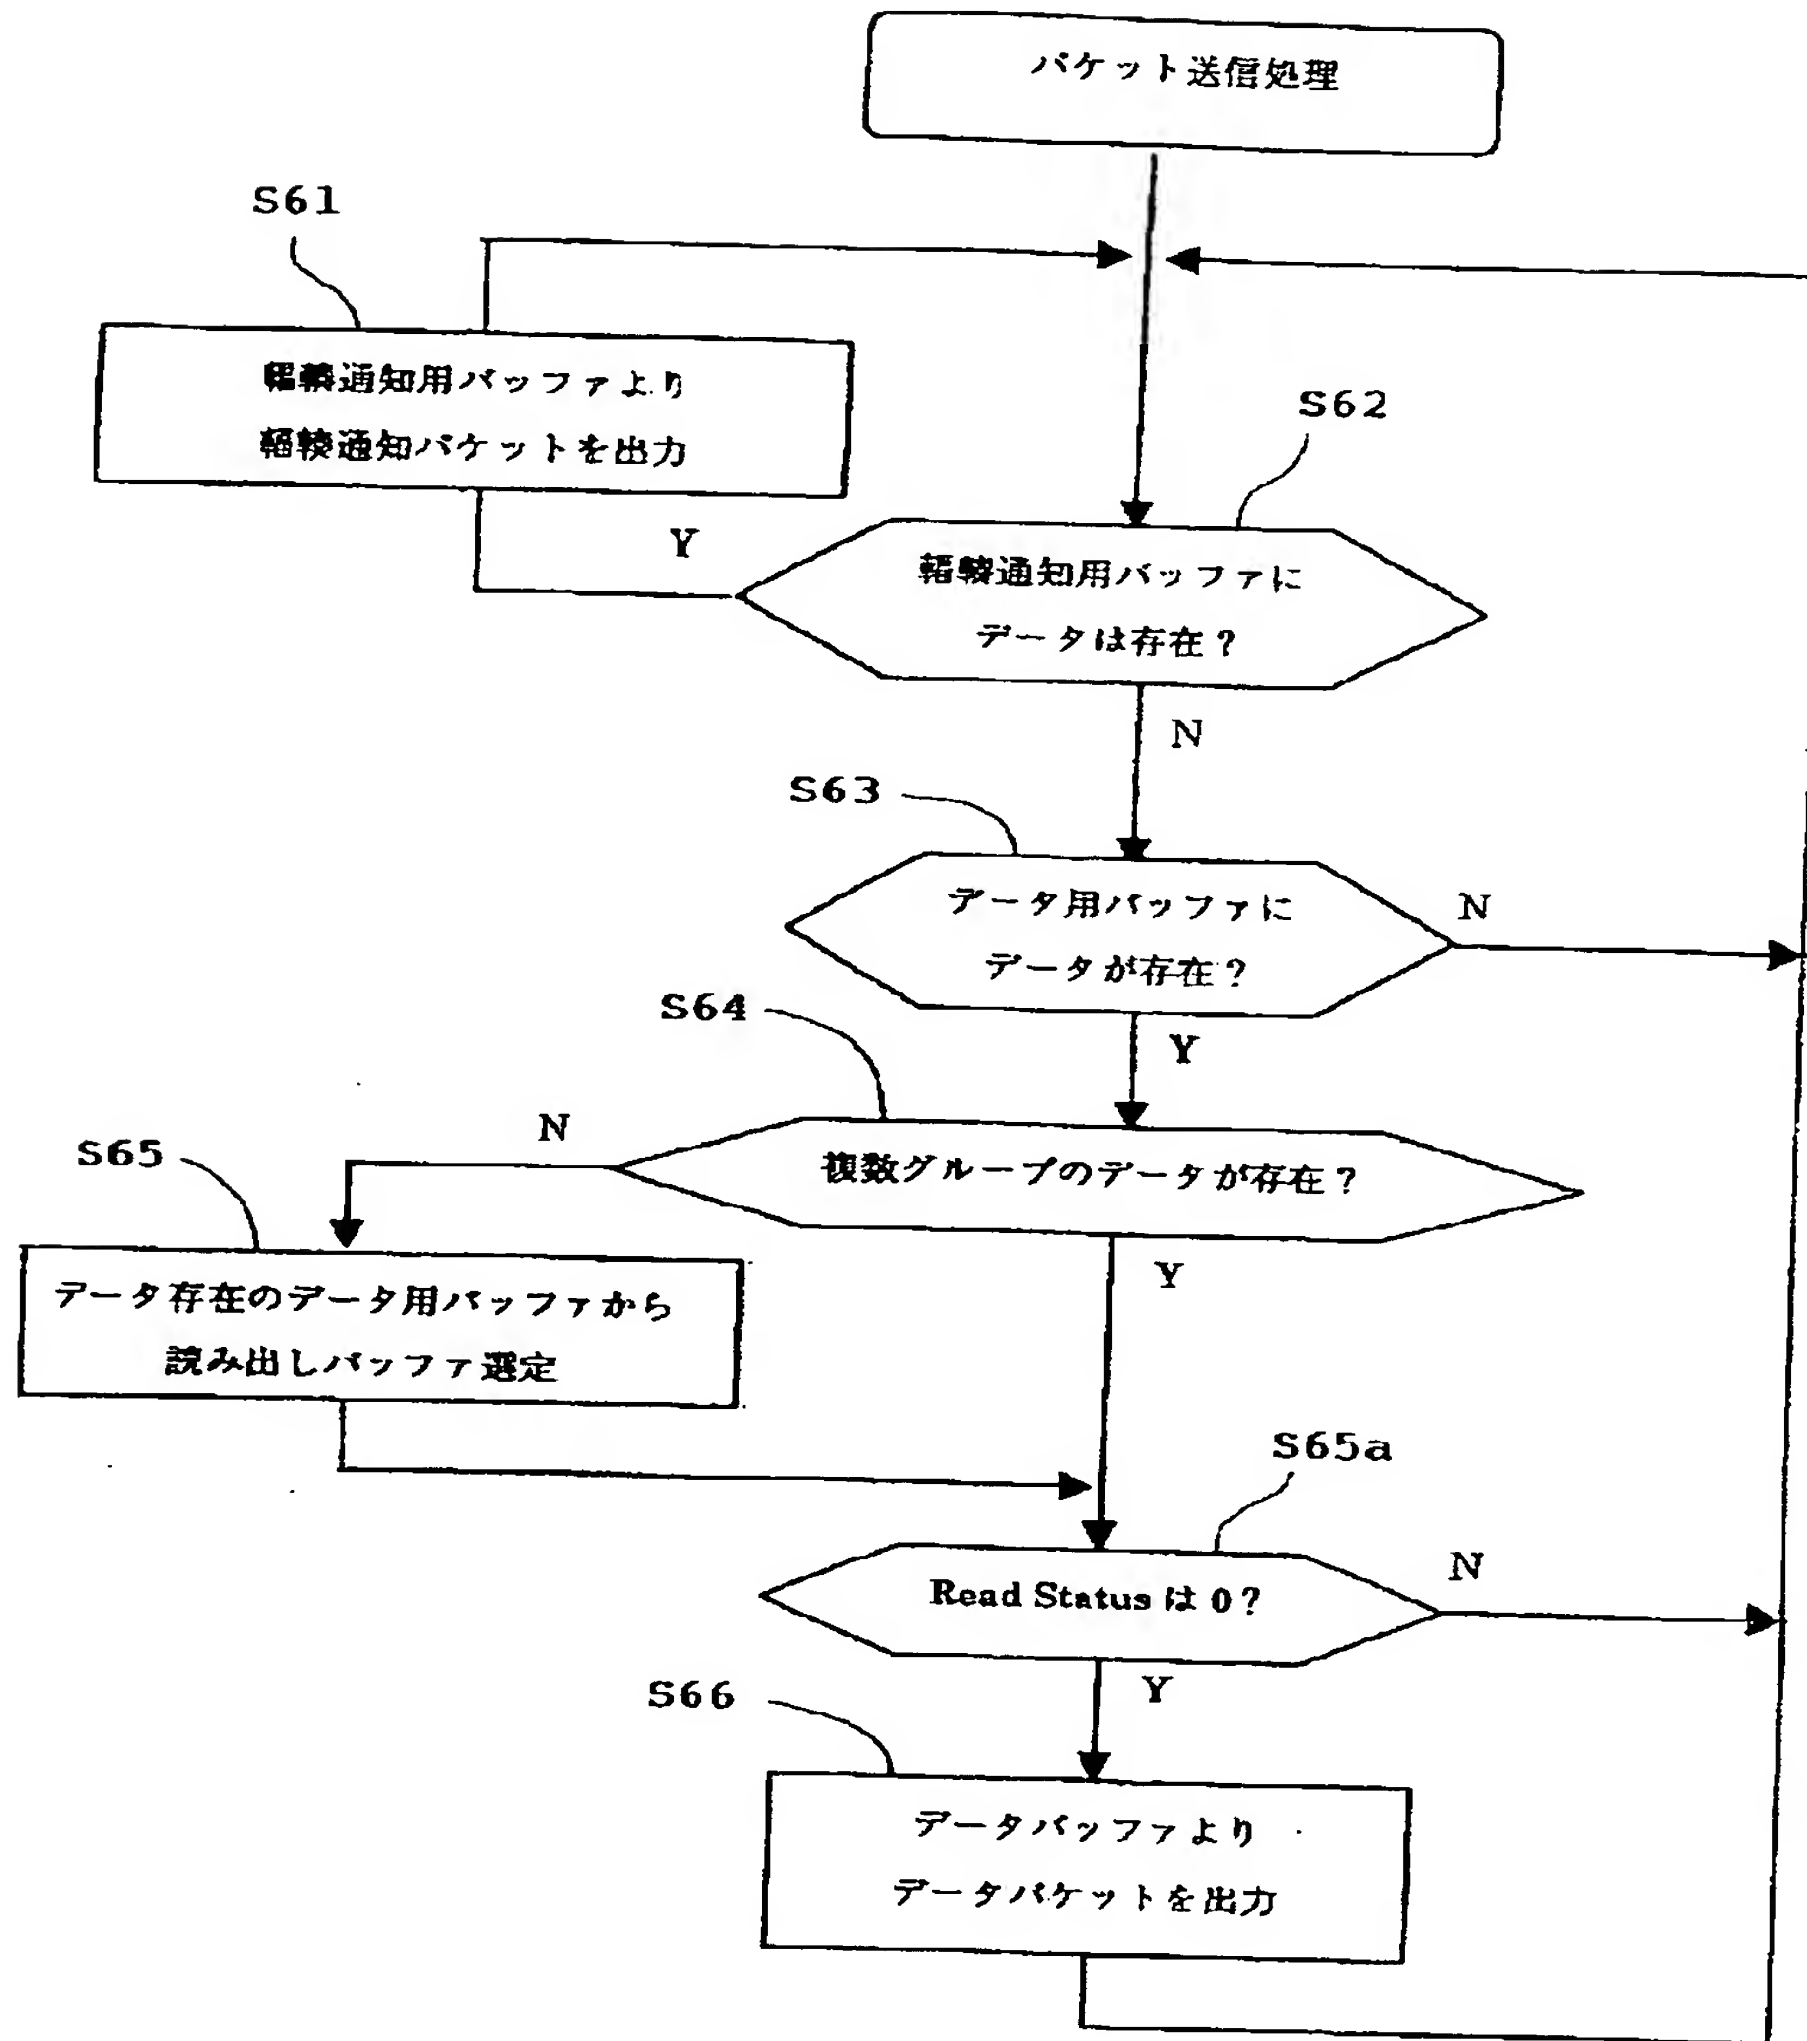 パケット送信処理
S61
輻輳通知用バッファより
輻輳通知パケットを出力
S62
輻輳通知用バッファに
データは存在？
Y
N
S63
データ用バッファに
データが存在？
N
Y
S64
複数グループのデータが存在？
N
Y
S65
データ存在のデータ用バッファから
読み出しバッファ選定
S65a
Read Status は 0？
N
Y
S66
データバッファより
データパケットを出力